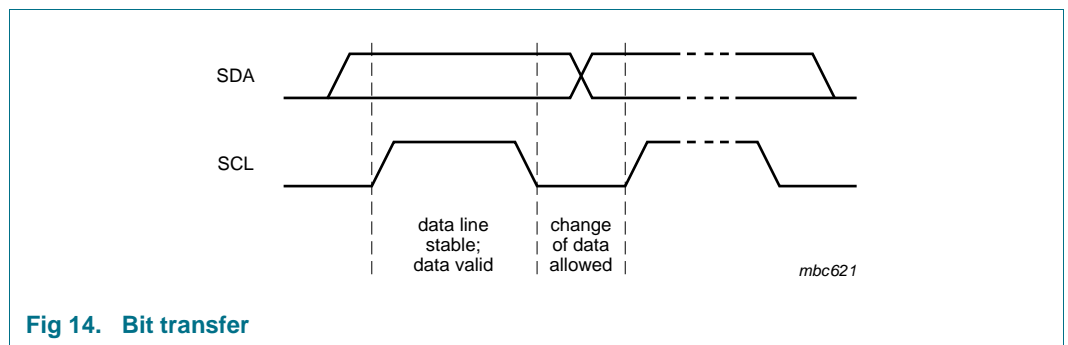 SDA
SCL
data line
stable;
data valid
change
of data
allowed
mbc621
Fig 14. Bit transfer